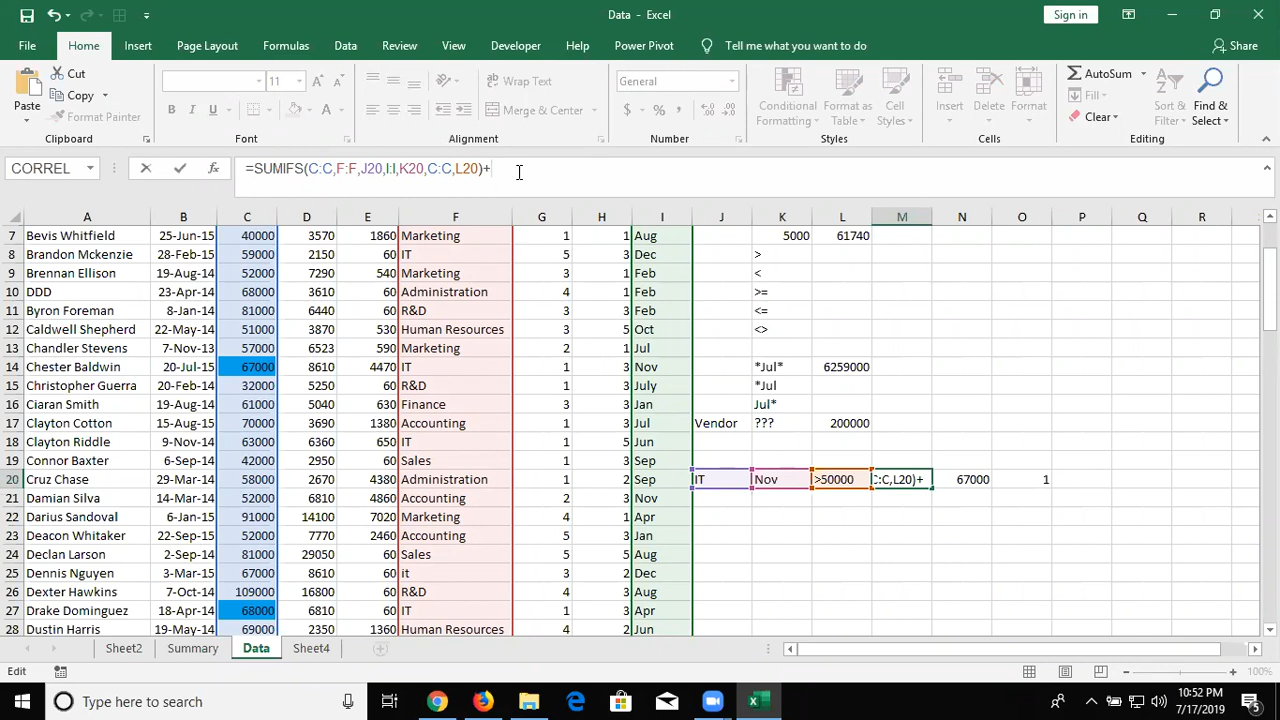 Data - Excel
Sign in
File Home Insert Page Layout Formulas Data Review View Developer Help Power Pivot Tell me what you want to do Share
Paste Cut Copy Format Painter
11 Wrap Text Merge & Center
General
Conditional Formatting Format as Table Cell Styles
Insert Delete Format
AutoSum Fill Clear
Sort & Filter Find & Select
Clipboard Font Alignment Number Styles Cells Editing
CORREL =SUMIFS(C:C,F:F,J20,I:I,K20,C:C,L20)+
A B C D E F G H I J K L M N O P Q R
7 Bevis Whitfield 25-Jun-15 40000 3570 1860 Marketing 1 1 Aug 5000 61740
8 Brandon Mckenzie 28-Feb-15 59000 2150 60 IT 5 3 Dec >
9 Brennan Ellison 19-Aug-14 52000 7290 540 Marketing 3 1 Feb <
10 DDD 23-Apr-14 68000 3610 60 Administration 4 1 Feb >=
11 Byron Foreman 8-Jan-14 81000 6440 60 R&D 3 3 Feb <=
12 Caldwell Shepherd 22-May-14 51000 3870 530 Human Resources 3 5 Oct <>
13 Chandler Stevens 7-Nov-13 57000 6523 590 Marketing 2 1 Jul
14 Chester Baldwin 20-Jul-15 67000 8610 4470 IT 1 3 Nov *Jul* 6259000
15 Christopher Guerra 20-Feb-14 32000 5250 60 R&D 1 3 July *Jul
16 Ciaran Smith 19-Aug-14 61000 5040 630 Finance 3 3 Jan Jul*
17 Clayton Cotton 15-Aug-15 70000 3690 1380 Accounting 1 3 Jul Vendor ??? 200000
18 Clayton Riddle 9-Nov-14 63000 6360 650 IT 1 5 Jun
19 Connor Baxter 6-Sep-14 42000 2950 60 Sales 1 3 Sep
20 Cruz Chase 29-Mar-14 58000 2670 4380 Administration 1 2 Sep IT Nov >50000 C:C,L20)+ 67000 1
21 Damian Silva 14-Mar-14 52000 6810 4860 Accounting 2 3 Nov
22 Darius Sandoval 6-Jan-15 91000 14100 7020 Marketing 4 1 Apr
23 Deacon Whitaker 22-Sep-15 52000 7770 2460 Accounting 5 3 Jan
24 Declan Larson 2-Sep-14 81000 29050 60 Sales 5 5 Aug
25 Dennis Nguyen 3-Mar-15 67000 8610 60 it 3 2 Dec
26 Dexter Hawkins 7-Oct-14 109000 16800 60 R&D 4 3 Aug
27 Drake Dominguez 18-Apr-14 68000 6810 60 IT 1 3 Apr
28 Dustin Harris 19-May-14 69000 2350 1360 Human Resources 4 2 Jun
Sheet2 Summary Data Sheet4
Edit 100%
Type here to search
10:52 PM
7/17/2019
5